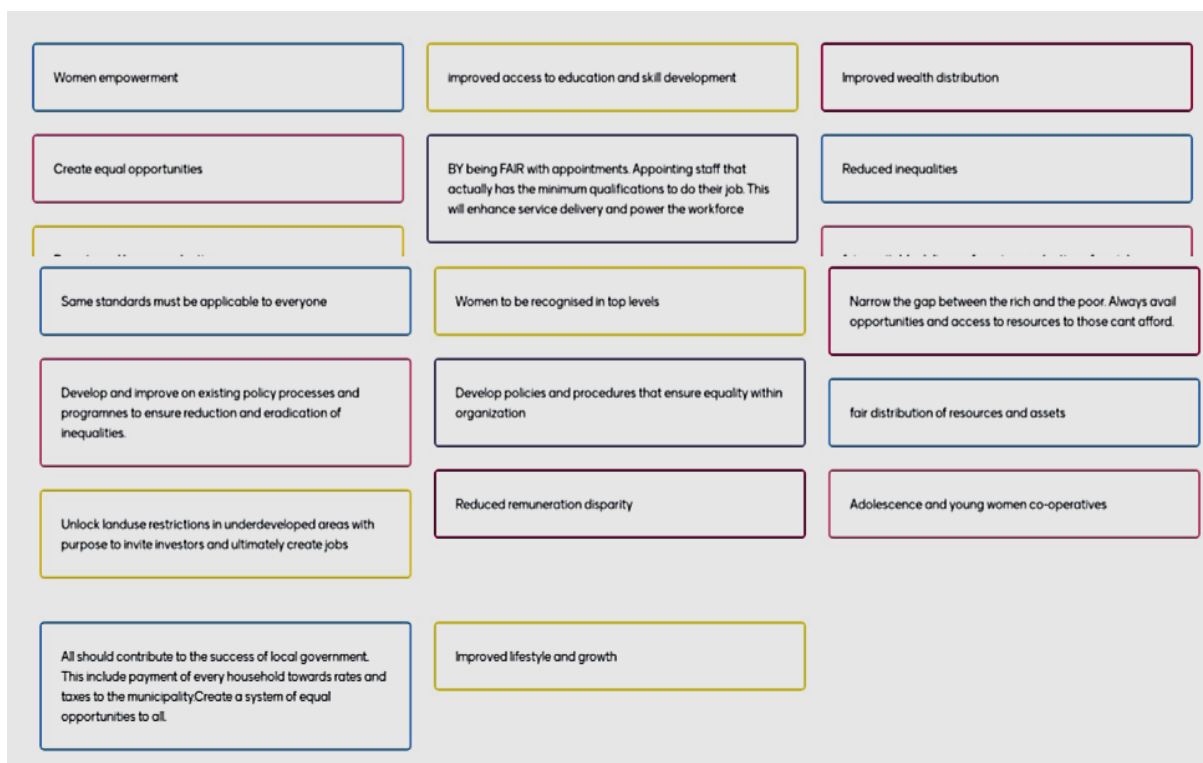 Women empowerment
improved access to education and skill development
Improved wealth distribution
Create equal opportunities
BY being FAIR with appointments. Appointing staff that
actually has the minimum qualifications to do their job. This
will enhance service delivery and power the workforce
Reduced inequalities
Same standards must be applicable to everyone
Women to be recognised in top levels
Narrow the gap between the rich and the poor. Always avail
opportunities and access to resources to those cant afford.
Develop and improve on existing policy processes and
programnes to ensure reduction and eradication of
inequalities.
Develop policies and procedures that ensure equality within
organization
fair distribution of resources and assets
Unlock landuse restrictions in underdeveloped areas with
purpose to invite investors and ultimately create jobs
Reduced remuneration disparity
Adolescence and young women co-operatives
All should contribute to the success of local government.
This include payment of every household towards rates and
taxes to the municipality.Create a system of equal
opportunities to all.
Improved lifestyle and growth